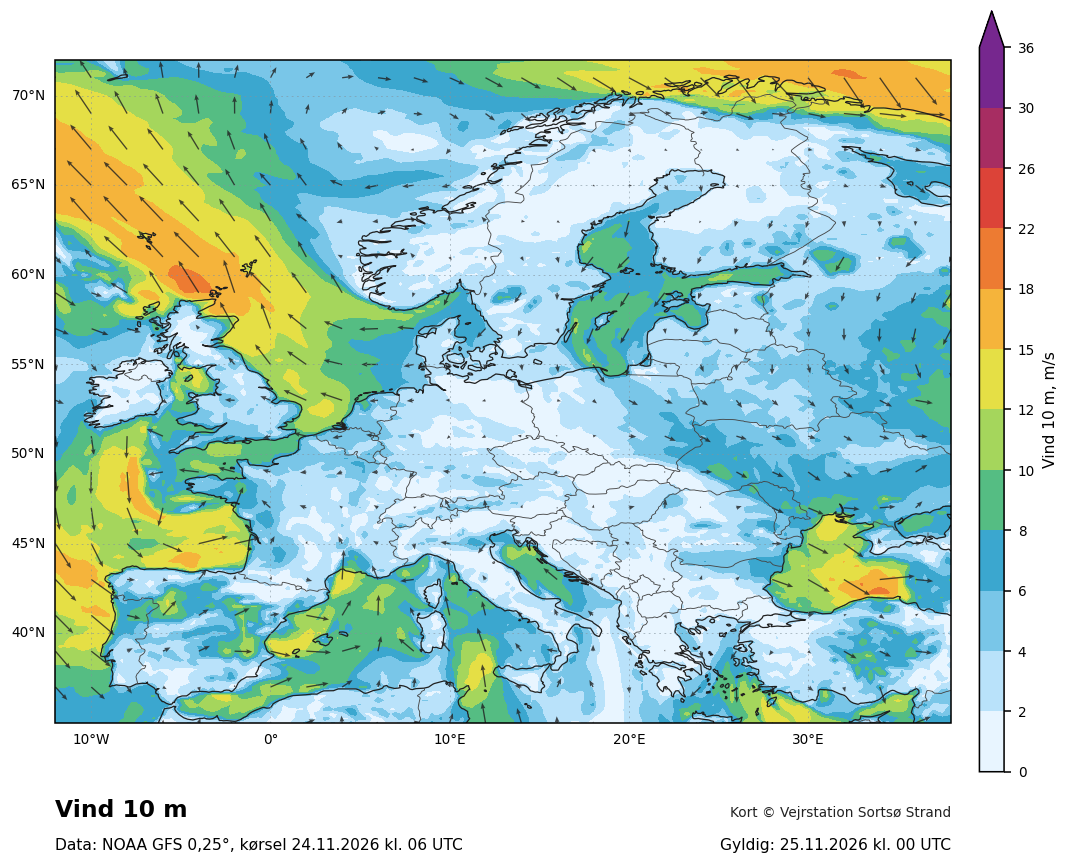 36
30
26
22
18
15
12
10
8
6
4
2
0
Vind 10 m, m/s
70°N
65°N
60°N
55°N
50°N
45°N
40°N
10°W
0°
10°E
20°E
30°E
Vind 10 m
Kort © Vejrstation Sortsø Strand
Data: NOAA GFS 0,25°, kørsel 24.11.2026 kl. 06 UTC
Gyldig: 25.11.2026 kl. 00 UTC